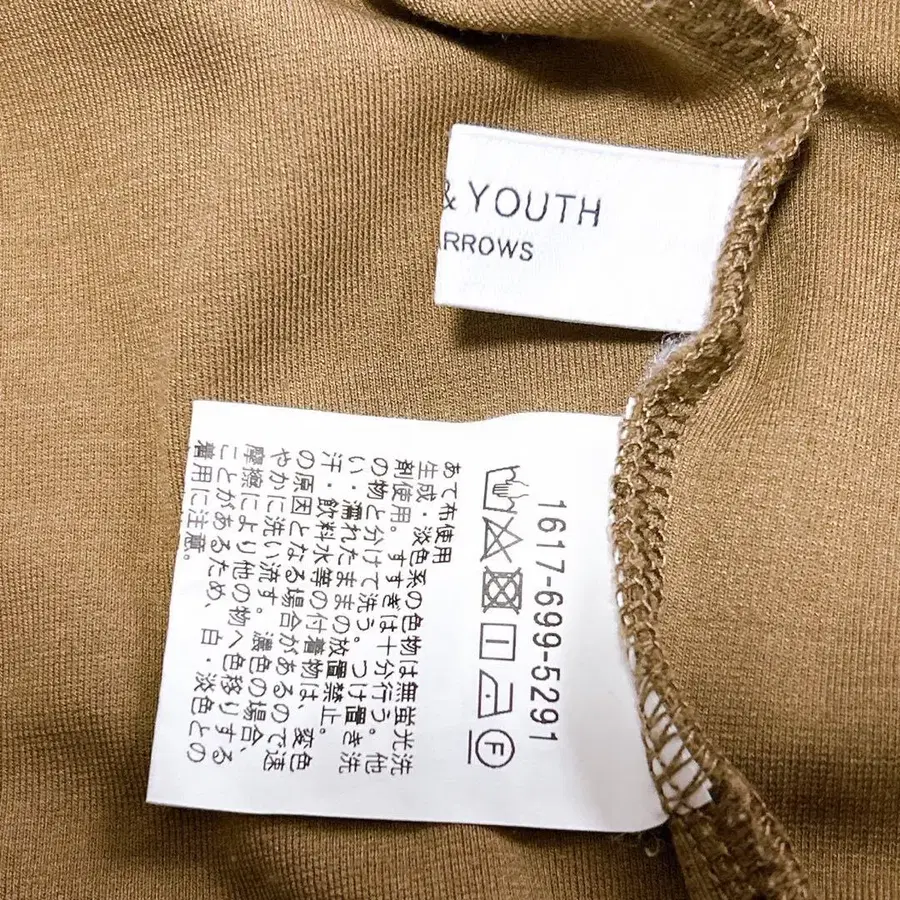 & YOUTH
RROWS
1617-699-5291
F
あて布使用
生成・淡色系の色物は無蛍光洗
剤使用。すすぎは十分行う。他
の物と分けて洗う。つけ置き洗
い・濡れたままの放置禁止。
汗・飲料水等の付着物は、変色
の原因となる場合があるので速
やかに洗い流す。濃色の場合、
摩擦により他の物へ色移りする
ことがあるため、白・淡色との
着用に注意。